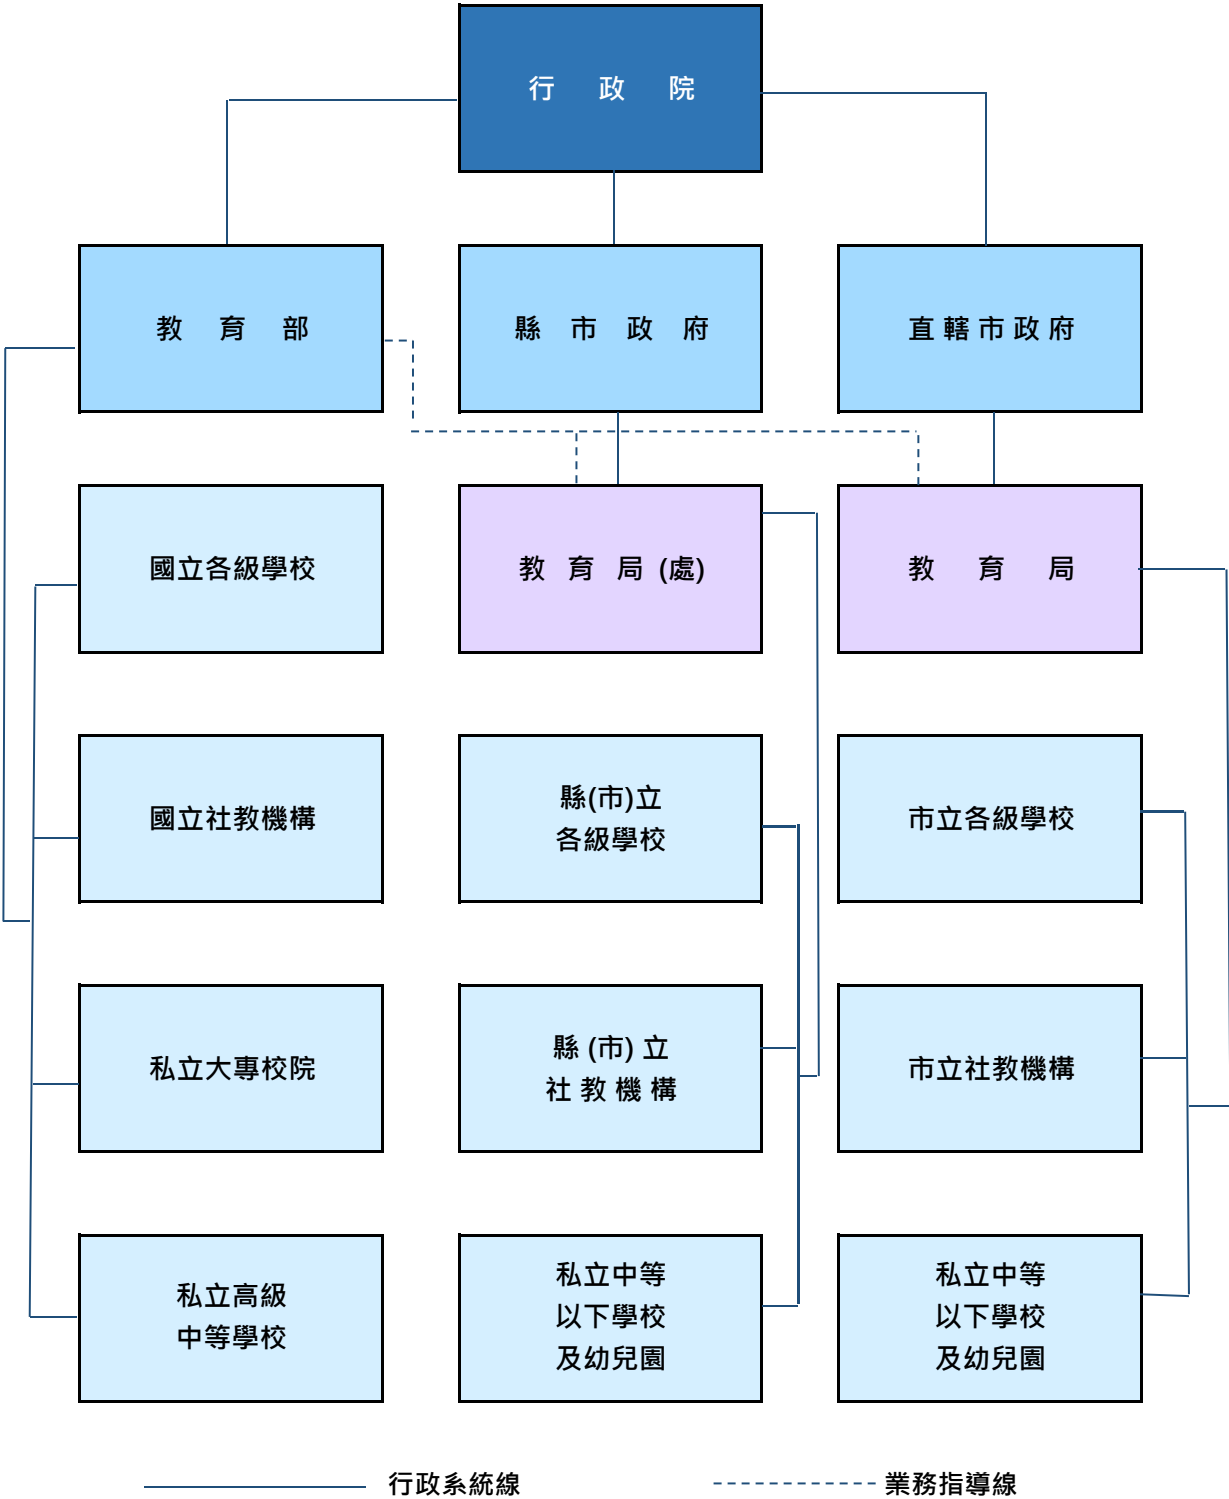 行政院
教育部
縣市政府
直轄市政府
國立各級學校
教育局(處)
教育局
國立社教機構
縣(市)立
各級學校
市立各級學校
私立大專校院
縣(市)立
社教機構
市立社教機構
私立高級
中等學校
私立中等
以下學校
及幼兒園
私立中等
以下學校
及幼兒園
行政系統線
業務指導線